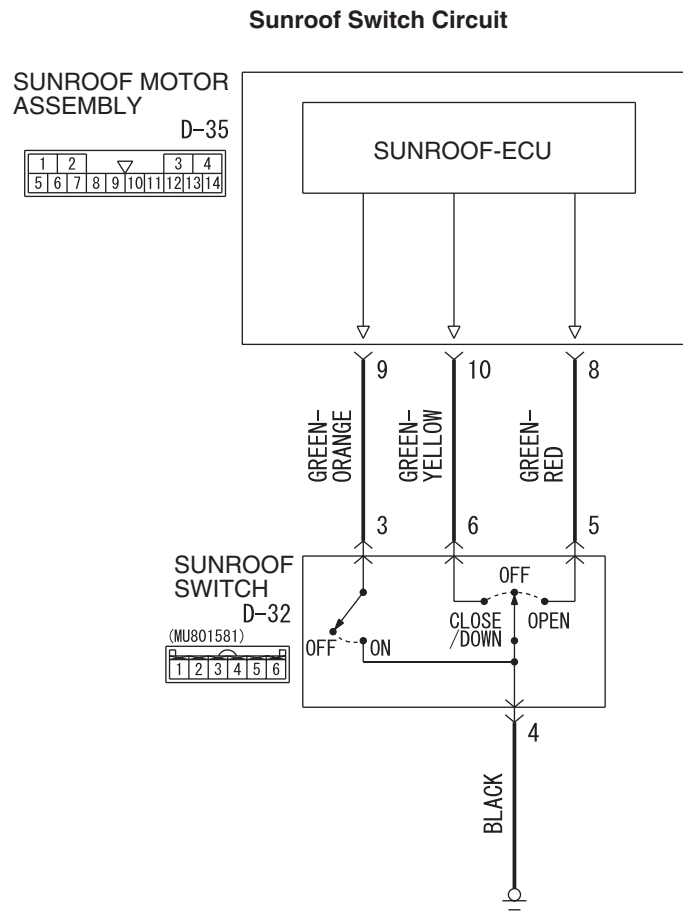 Sunroof Switch Circuit
SUNROOF MOTOR
ASSEMBLY
D-35
1 2 3 4
5 6 7 8 9 10 11 12 13 14
SUNROOF-ECU
9 10 8
GREEN-
ORANGE
GREEN-
YELLOW
GREEN-
RED
3 6 5
SUNROOF
SWITCH
D-32
(MU801581)
1 2 3 4 5 6
OFF ON
OFF
CLOSE
/DOWN
OPEN
4
BLACK